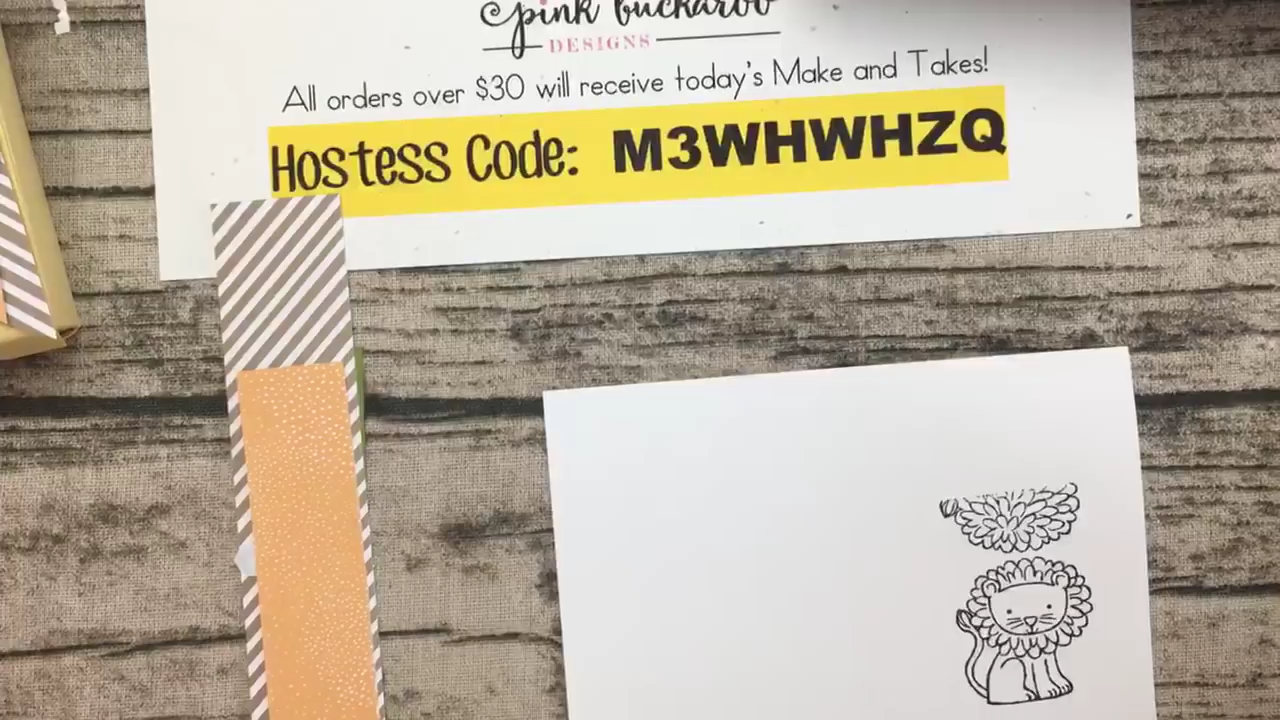 pink buckaroo
DESIGNS
All orders over $30 will receive today's Make and Takes!
Hostess Code: M3WHWHZQ